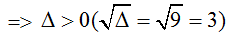 => Δ > 0(√Δ = √9 = 3)